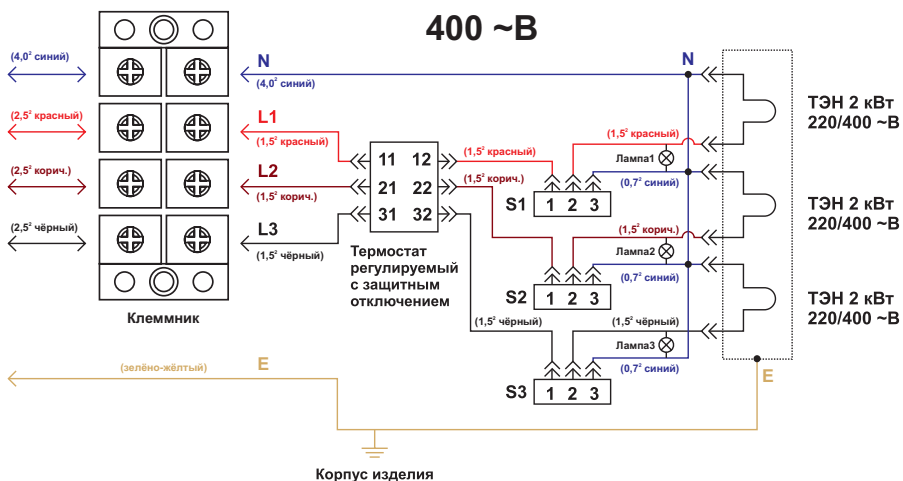 400 ~В
(4,0² синий)
N
(4,0² синий)
N
ТЭН 2 кВт
220/400 ~В
(2,5² красный)
L1
(1,5² красный)
(1,5² красный)
Лампа1
11 12
(1,5² красный)
(0,7² синий)
S1 1 2 3
(2,5² корич.)
L2
(1,5² корич.)
21 22
(1,5² корич.)
ТЭН 2 кВт
220/400 ~В
(2,5² чёрный)
L3
(1,5² чёрный)
31 32
(1,5² корич.)
Лампа2
(0,7² синий)
S2 1 2 3
Термостат
регулируемый
с защитным
отключением
ТЭН 2 кВт
220/400 ~В
Клеммник
(1,5² чёрный)
(1,5² чёрный)
Лампа3
(0,7² синий)
S3 1 2 3
(зелёно-жёлтый)
E
E
Корпус изделия